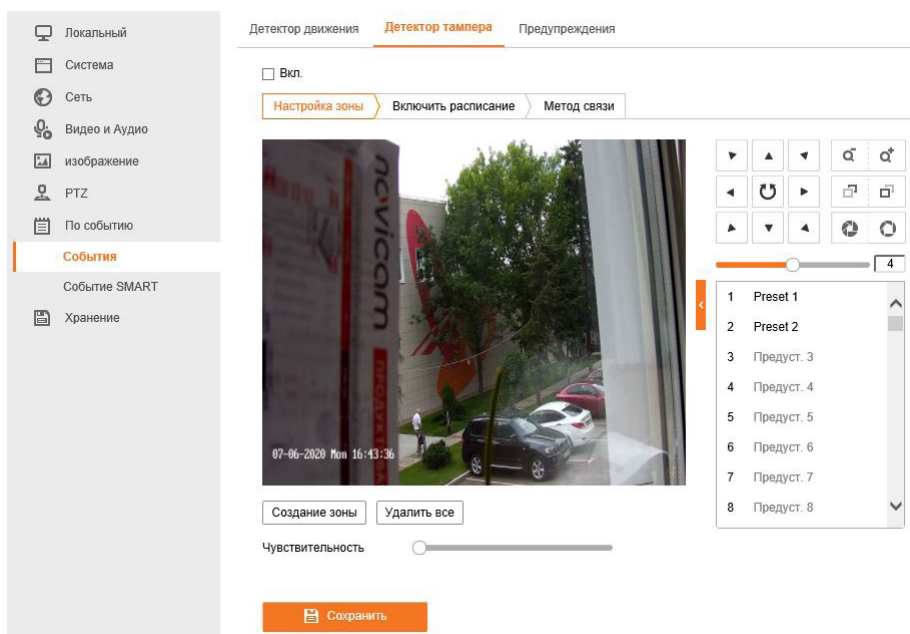 Локальный
Система
Сеть
Видео и Аудио
изображение
PTZ
По событию
События
Событие SMART
Хранение
Детектор движения Детектор тампера Предупреждения
Вкл.
Настройка зоны Включить расписание Метод связи
novicam
ПРОДУКТОВ
07-06-2020 Mon 16:43:36
4
1 Preset 1
2 Preset 2
3 Предуст. 3
4 Предуст. 4
5 Предуст. 5
6 Предуст. 6
7 Предуст. 7
8 Предуст. 8
Создание зоны Удалить все
Чувствительность
Сохранить